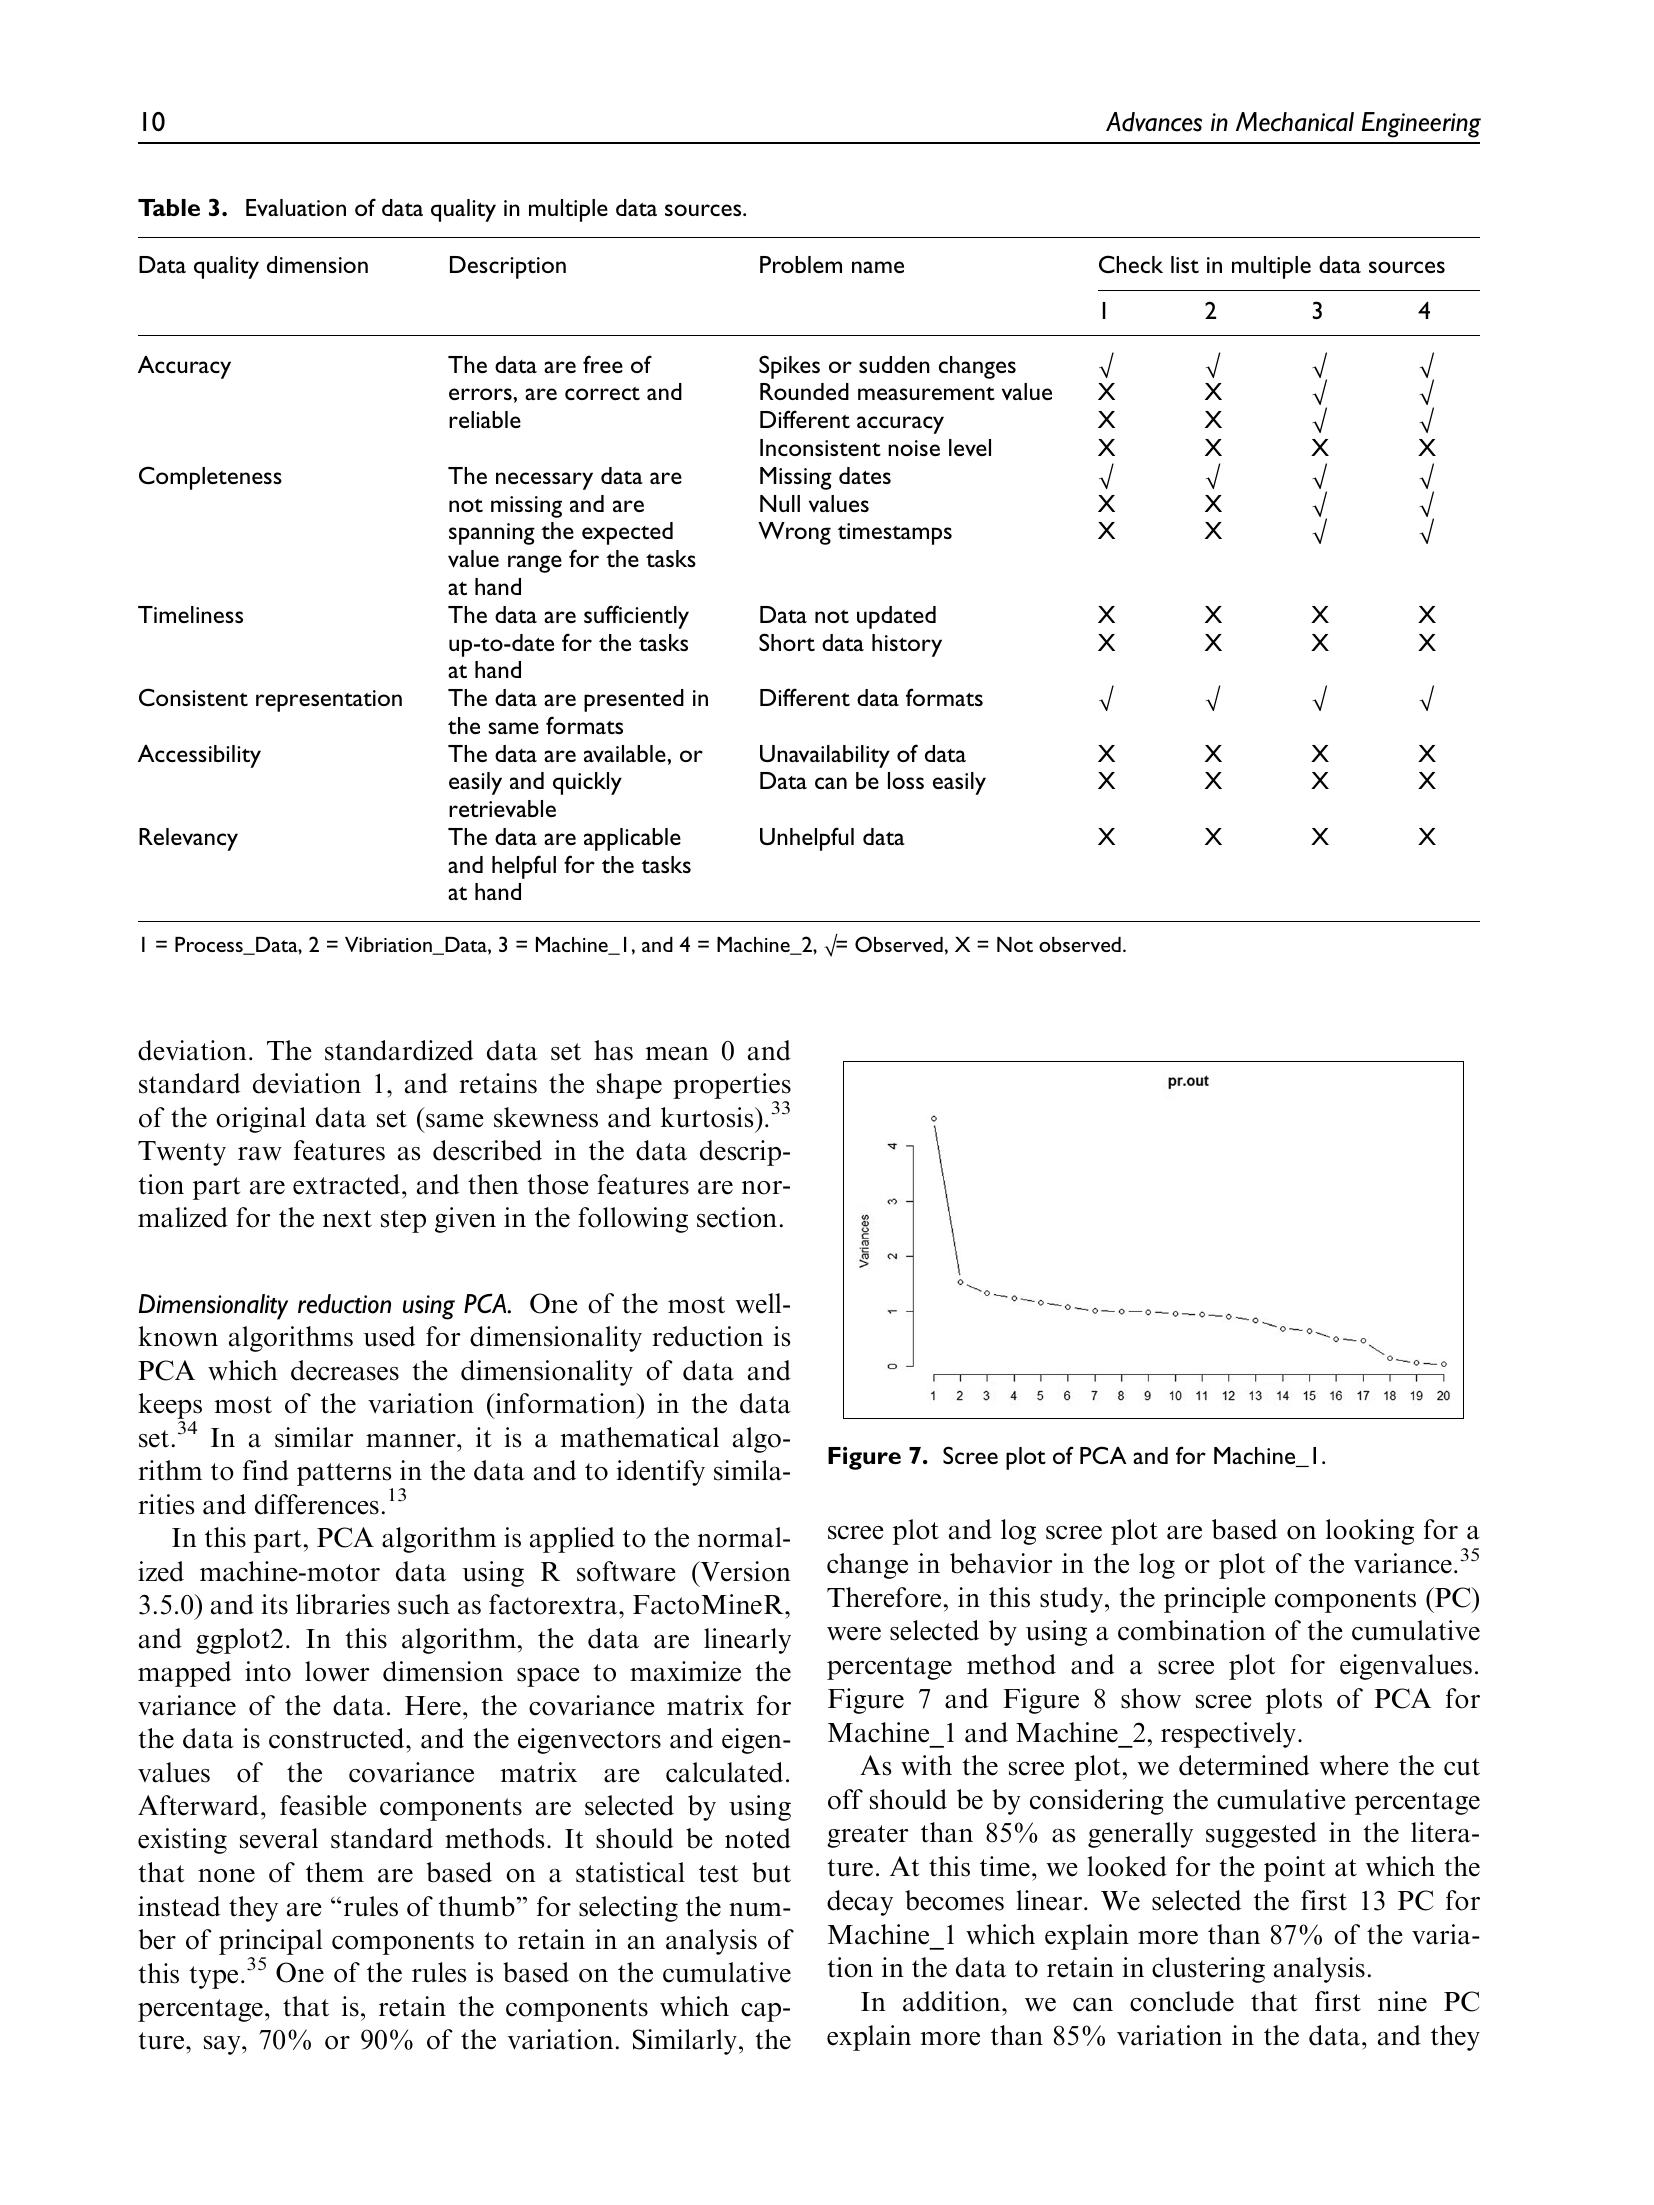 10
Advances in Mechanical Engineering
Table 3. Evaluation of data quality in multiple data sources.
Data quality dimension Description Problem name Check list in multiple data sources
1 2 3 4
Accuracy The data are free of Spikes or sudden changes √ √ √ √
errors, are correct and Rounded measurement value X X √ √
reliable Different accuracy X X √ √
Inconsistent noise level X X X X
Completeness The necessary data are Missing dates √ √ √ √
not missing and are Null values X X √ √
spanning the expected Wrong timestamps X X √ √
value range for the tasks
at hand
Timeliness The data are sufficiently Data not updated X X X X
up-to-date for the tasks Short data history X X X X
at hand
Consistent representation The data are presented in Different data formats √ √ √ √
the same formats
Accessibility The data are available, or Unavailability of data X X X X
easily and quickly Data can be loss easily X X X X
retrievable
Relevancy The data are applicable Unhelpful data X X X X
and helpful for the tasks
at hand
1 = Process_Data, 2 = Vibriation_Data, 3 = Machine_1, and 4 = Machine_2, √= Observed, X = Not observed.
deviation. The standardized data set has mean 0 and
standard deviation 1, and retains the shape properties
of the original data set (same skewness and kurtosis).33
Twenty raw features as described in the data descrip-
tion part are extracted, and then those features are nor-
malized for the next step given in the following section.
Dimensionality reduction using PCA. One of the most well-
known algorithms used for dimensionality reduction is
PCA which decreases the dimensionality of data and
keeps most of the variation (information) in the data
set.34 In a similar manner, it is a mathematical algo-
rithm to find patterns in the data and to identify simila-
rities and differences.13
In this part, PCA algorithm is applied to the normal-
ized machine-motor data using R software (Version
3.5.0) and its libraries such as factorextra, FactoMineR,
and ggplot2. In this algorithm, the data are linearly
mapped into lower dimension space to maximize the
variance of the data. Here, the covariance matrix for
the data is constructed, and the eigenvectors and eigen-
values of the covariance matrix are calculated.
Afterward, feasible components are selected by using
existing several standard methods. It should be noted
that none of them are based on a statistical test but
instead they are “rules of thumb” for selecting the num-
ber of principal components to retain in an analysis of
this type.35 One of the rules is based on the cumulative
percentage, that is, retain the components which cap-
ture, say, 70% or 90% of the variation. Similarly, the
pr.out
Variances
4
3
2
1
0
1 2 3 4 5 6 7 8 9 10 11 12 13 14 15 16 17 18 19 20
Figure 7. Scree plot of PCA and for Machine_1.
scree plot and log scree plot are based on looking for a
change in behavior in the log or plot of the variance.35
Therefore, in this study, the principle components (PC)
were selected by using a combination of the cumulative
percentage method and a scree plot for eigenvalues.
Figure 7 and Figure 8 show scree plots of PCA for
Machine_1 and Machine_2, respectively.
As with the scree plot, we determined where the cut
off should be by considering the cumulative percentage
greater than 85% as generally suggested in the litera-
ture. At this time, we looked for the point at which the
decay becomes linear. We selected the first 13 PC for
Machine_1 which explain more than 87% of the varia-
tion in the data to retain in clustering analysis.
In addition, we can conclude that first nine PC
explain more than 85% variation in the data, and they